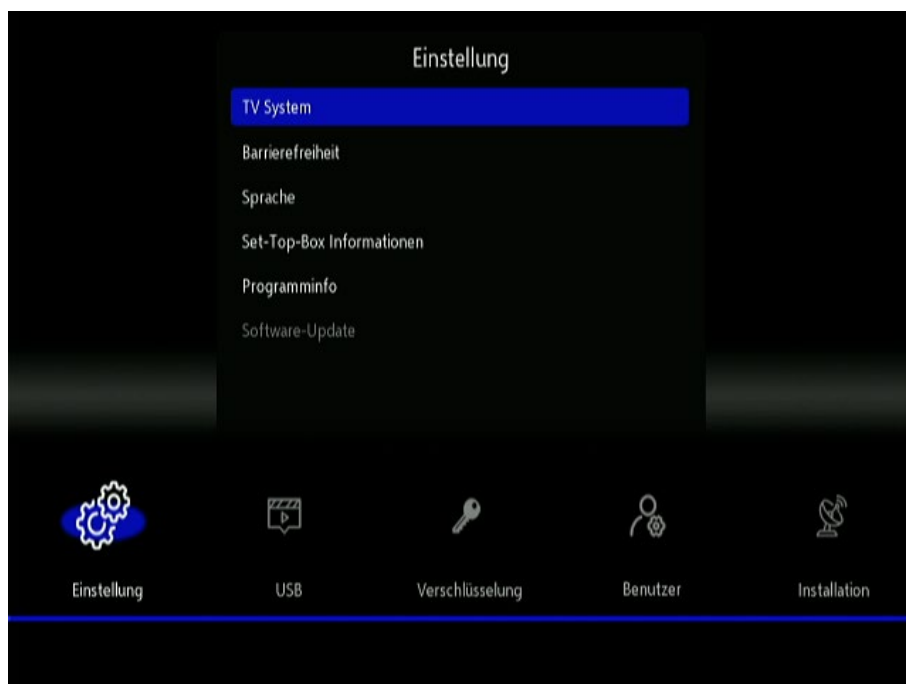 Einstellung
TV System
Barrierefreiheit
Sprache
Set-Top-Box Informationen
Programminfo
Software-Update
Einstellung
USB
Verschlüsselung
Benutzer
Installation